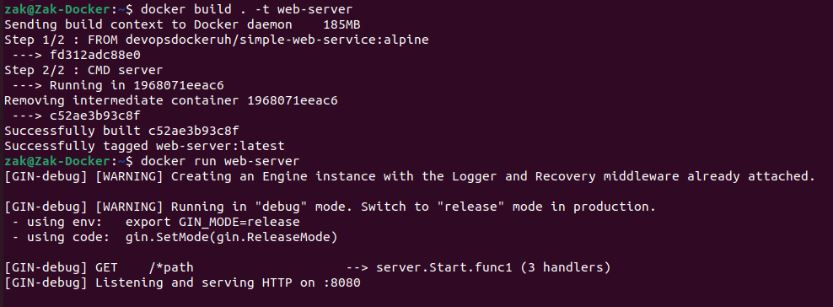 zak@Zak-Docker:~$ docker build . -t web-server
Sending build context to Docker daemon    185MB
Step 1/2 : FROM devopsdockeruh/simple-web-service:alpine
 ---> fd312adc88e0
Step 2/2 : CMD server
 ---> Running in 1968071eeac6
Removing intermediate container 1968071eeac6
 ---> c52ae3b93c8f
Successfully built c52ae3b93c8f
Successfully tagged web-server:latest
zak@Zak-Docker:~$ docker run web-server
[GIN-debug] [WARNING] Creating an Engine instance with the Logger and Recovery middleware already attached.

[GIN-debug] [WARNING] Running in "debug" mode. Switch to "release" mode in production.
 - using env:   export GIN_MODE=release
 - using code:  gin.SetMode(gin.ReleaseMode)

[GIN-debug] GET    /*path                    --> server.Start.func1 (3 handlers)
[GIN-debug] Listening and serving HTTP on :8080